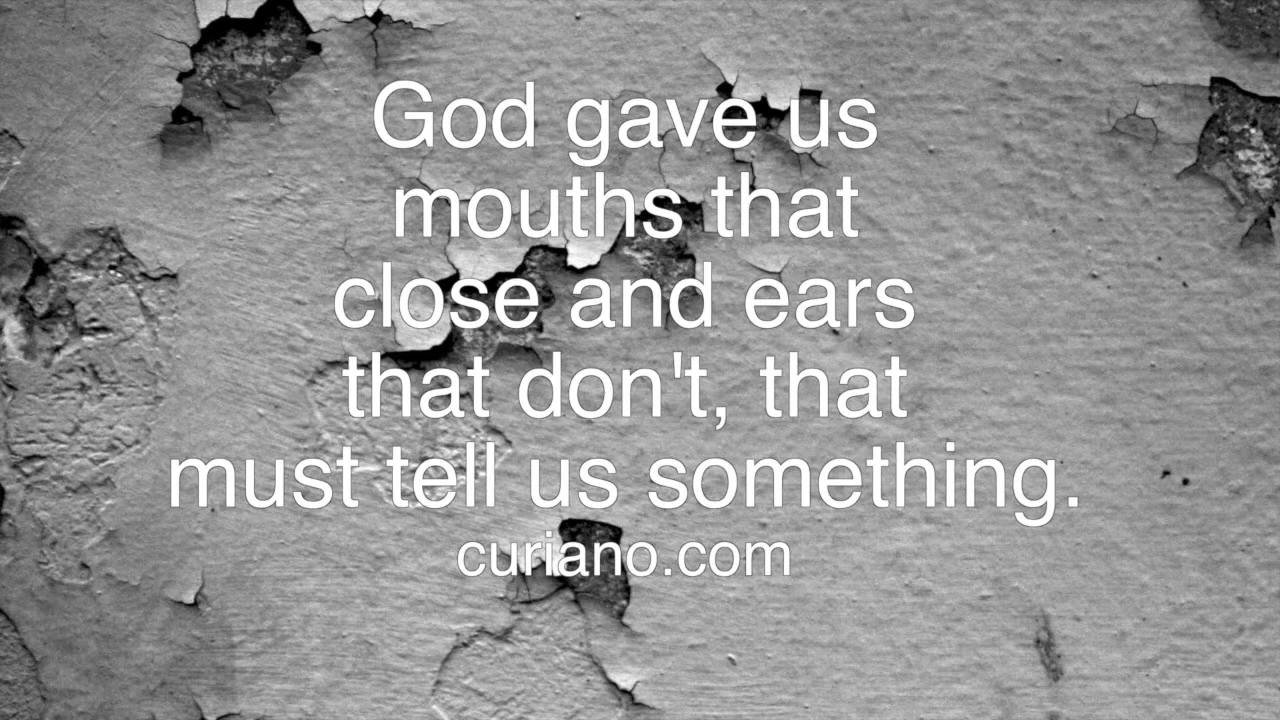 God gave us
mouths that
close and ears
that don't, that
must tell us something.
curiano.com